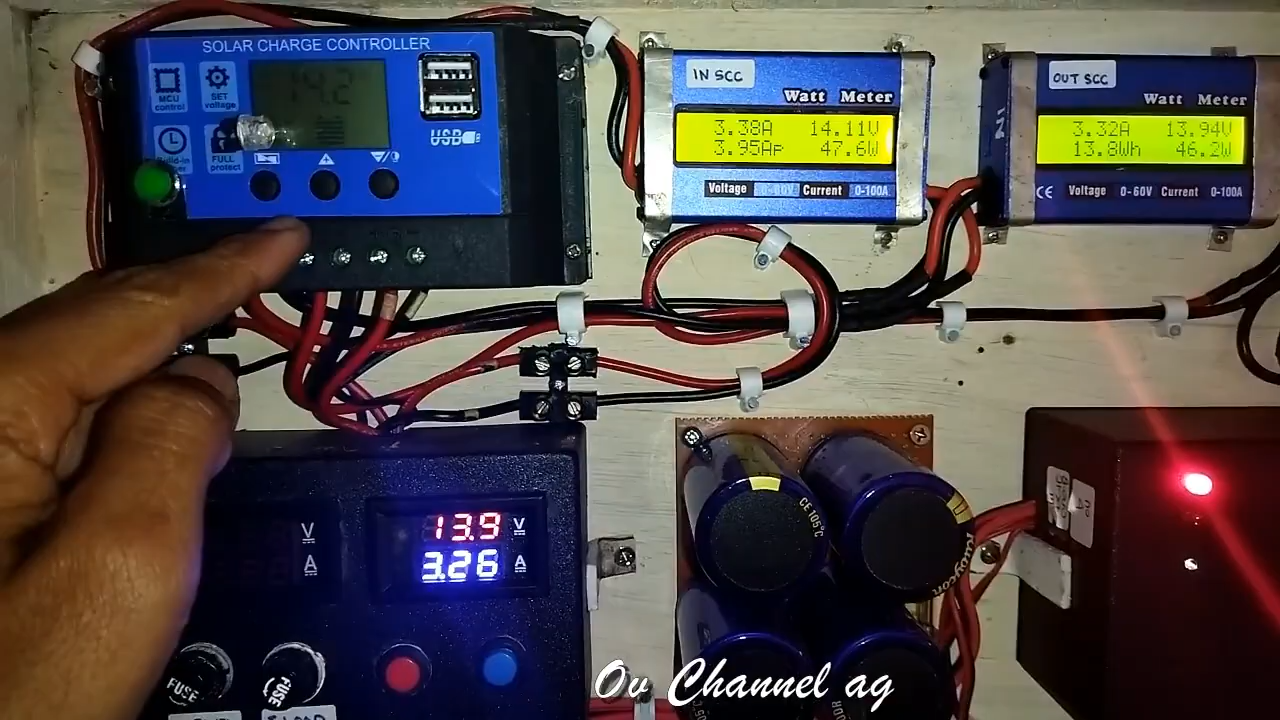 SOLAR CHARGE CONTROLLER
MCU
control
SET
voltage
14.2
FULL
protect
USB
IN SCC
Watt Meter
3.38A 14.11V
3.95Ap 47.6W
Voltage 0-60V Current 0-100A
OUT SCC
Watt Meter
3.32A 13.94V
13.8Wh 46.2W
CE Voltage 0-60V Current 0-100A
V
A
13.9 V
3.26 A
CE 105°C
Rubycon
FUSE
FUSE
Ov Channel ag